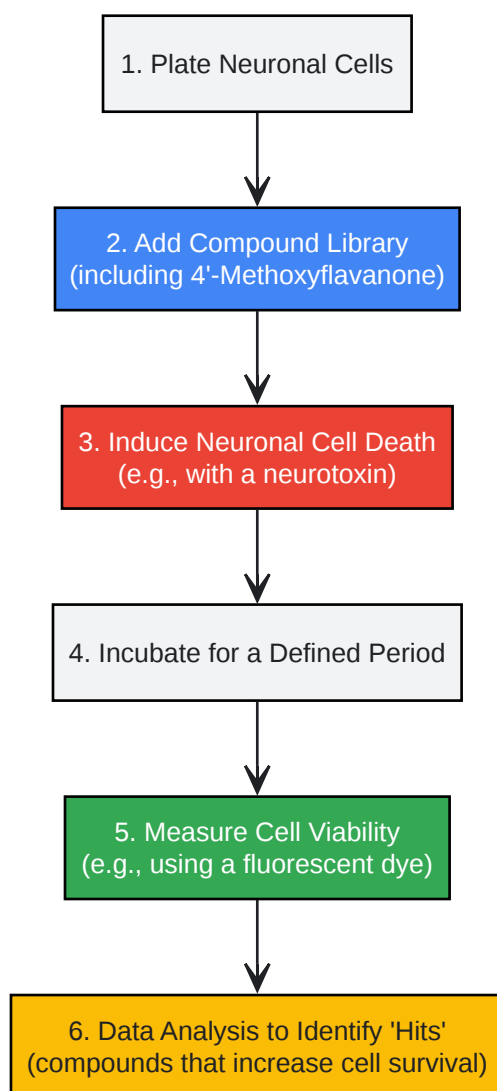 1. Plate Neuronal Cells
2. Add Compound Library
(including 4'-Methoxyflavanone)
3. Induce Neuronal Cell Death
(e.g., with a neurotoxin)
4. Incubate for a Defined Period
5. Measure Cell Viability
(e.g., using a fluorescent dye)
6. Data Analysis to Identify 'Hits'
(compounds that increase cell survival)